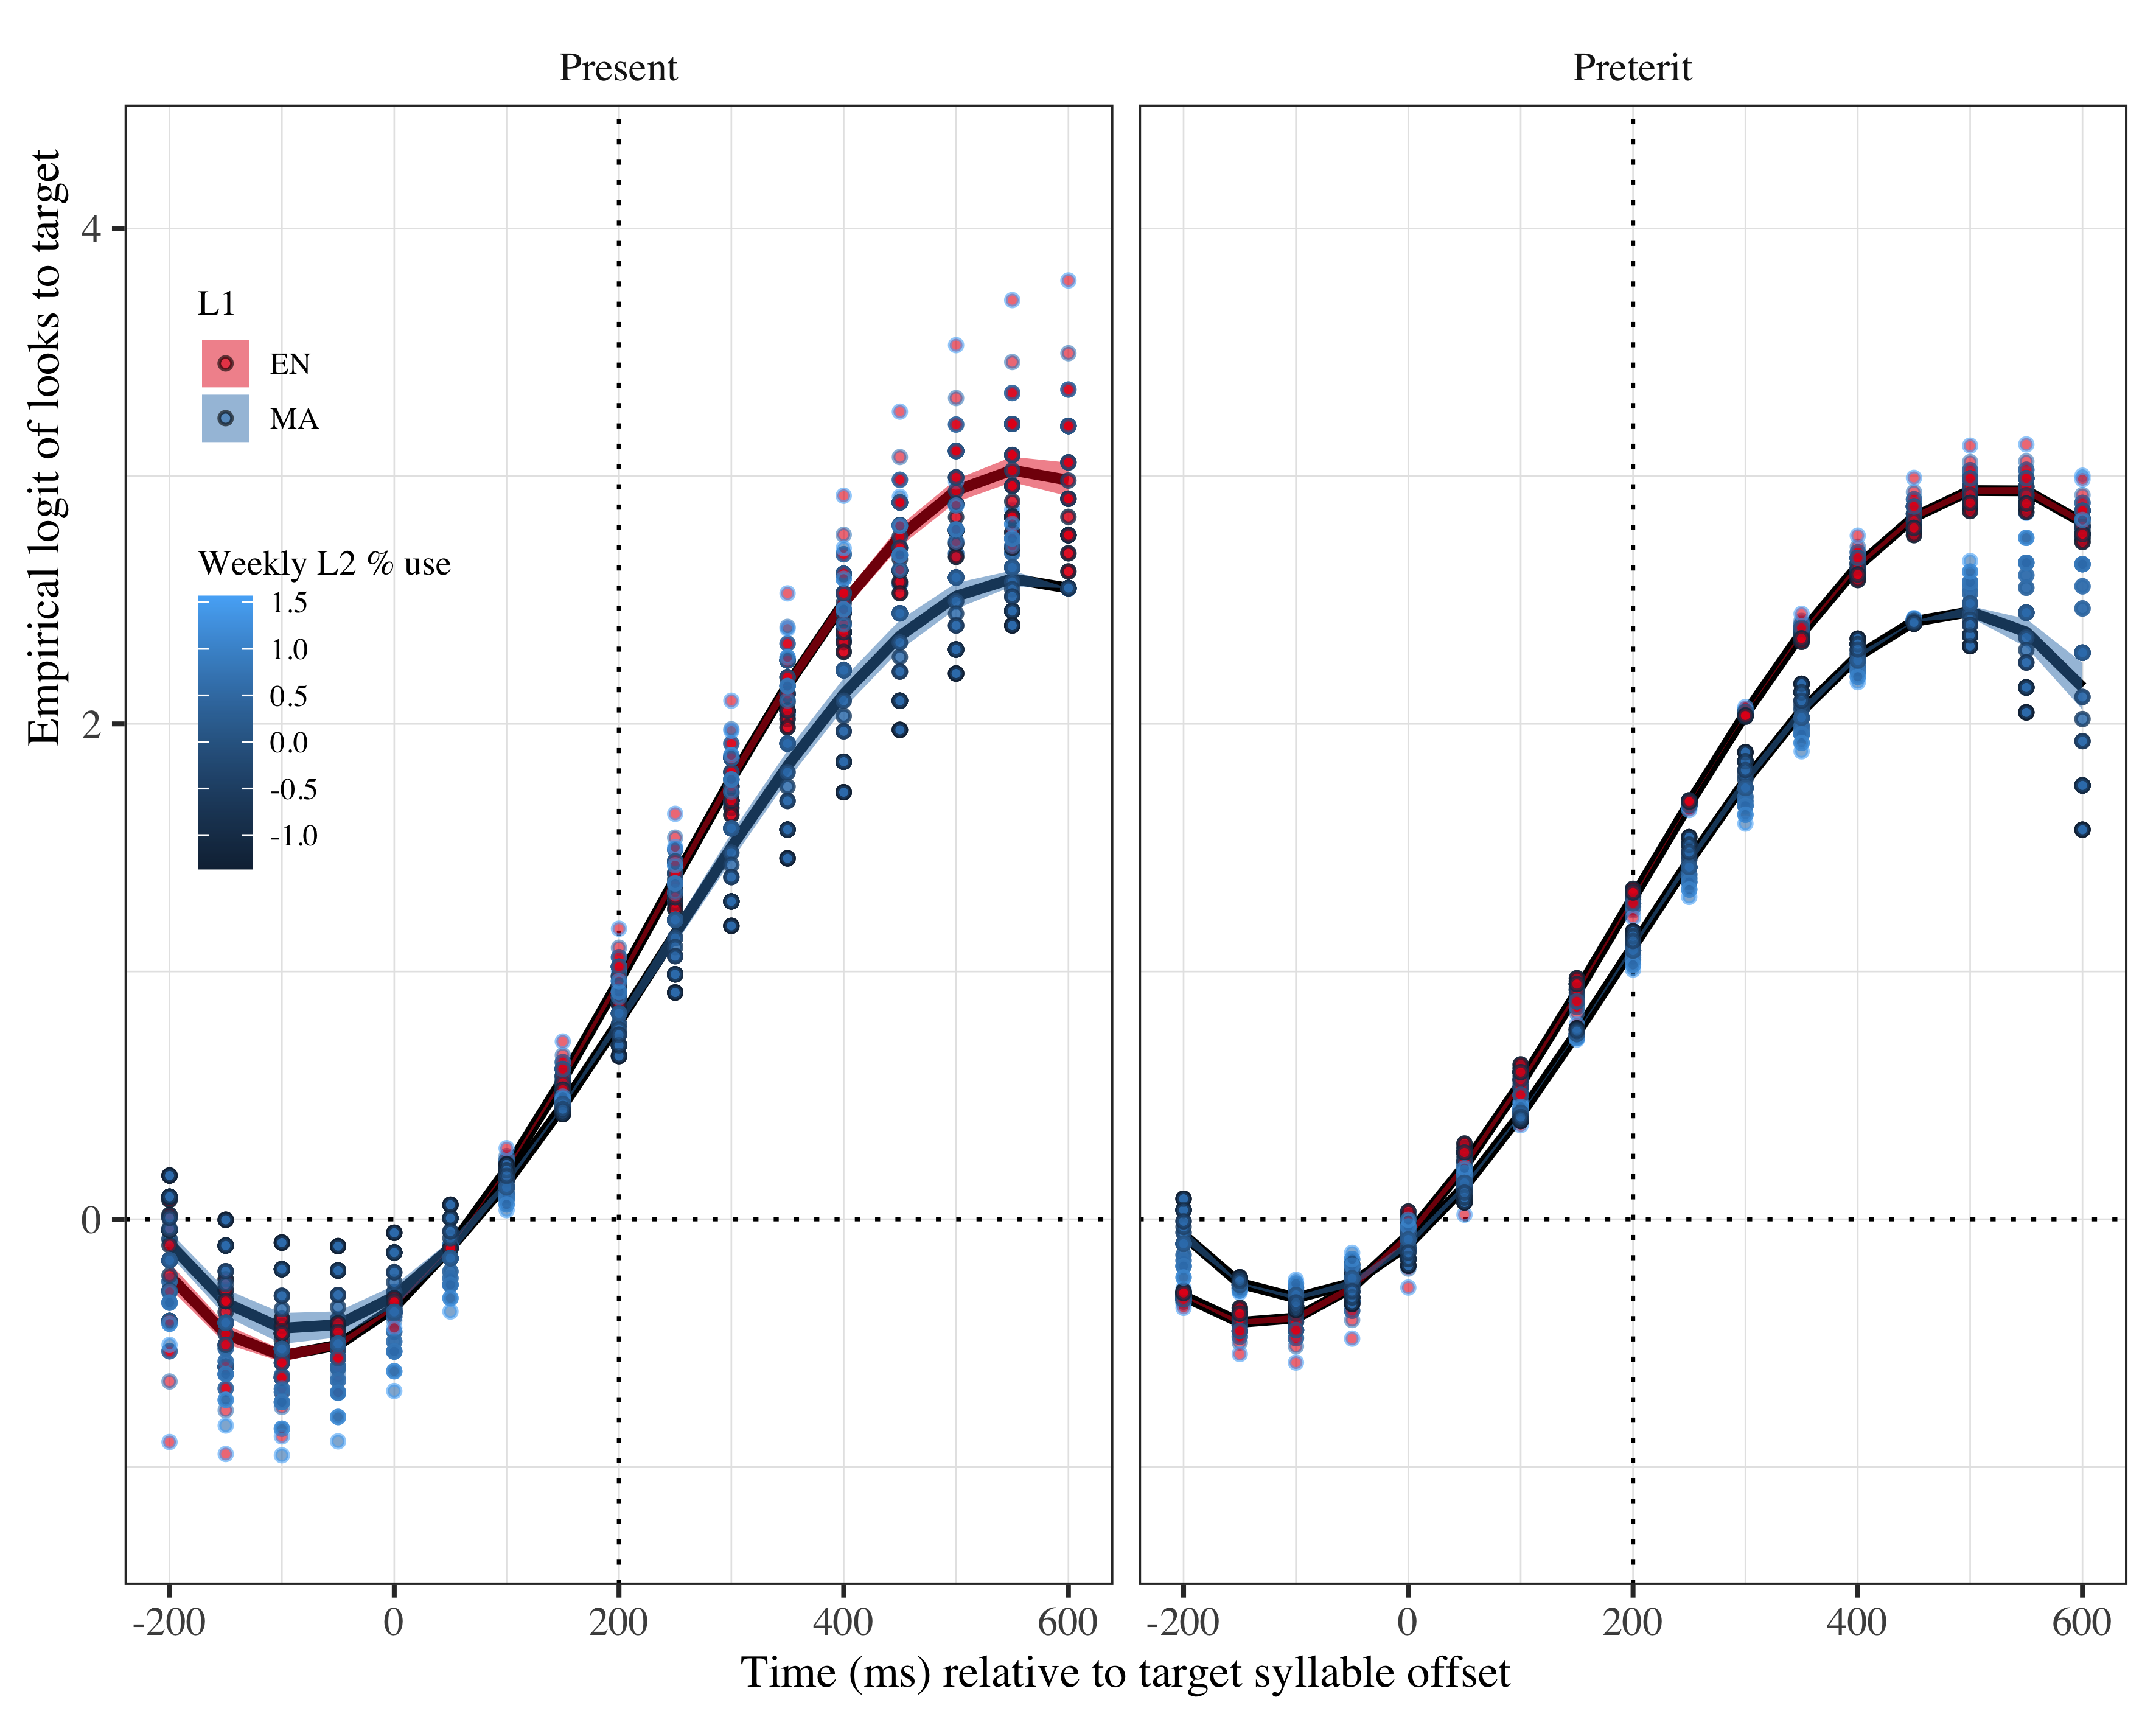 Present
Preterit
Empirical logit of looks to target
4
2
0
L1
EN
MA
Weekly L2 % use
1.5
1.0
0.5
0.0
-0.5
-1.0
-200 0 200 400 600
-200 0 200 400 600
Time (ms) relative to target syllable offset